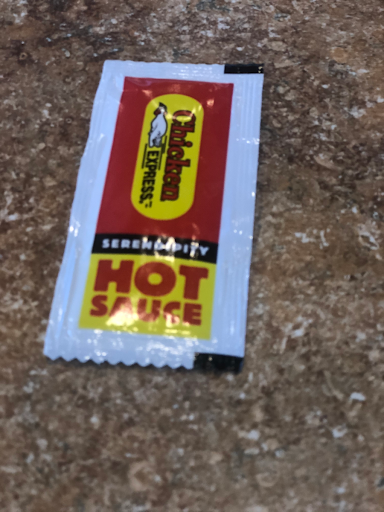 Chicken
EXPRESS
SERENDIPITY
HOT
SAUCE